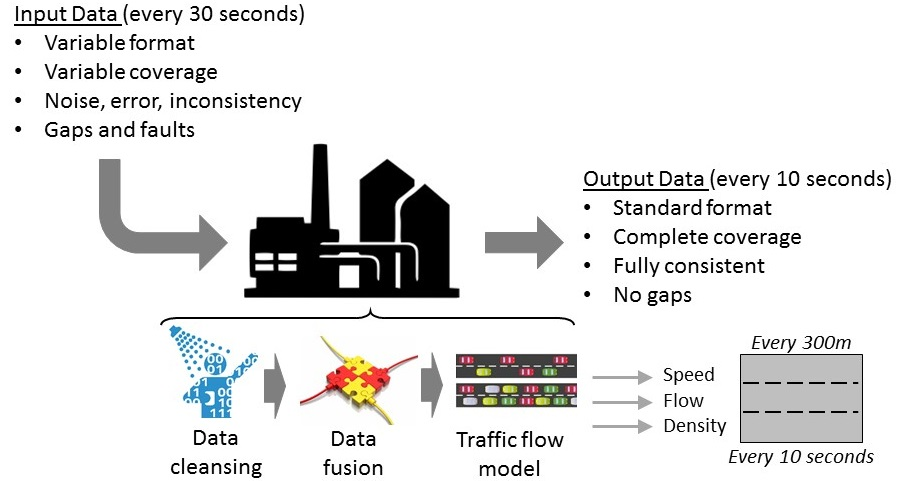 Input Data (every 30 seconds)
• Variable format
• Variable coverage
• Noise, error, inconsistency
• Gaps and faults
Output Data (every 10 seconds)
• Standard format
• Complete coverage
• Fully consistent
• No gaps
Data
cleansing
Data
fusion
Traffic flow
model
Speed
Flow
Density
Every 300m
Every 10 seconds